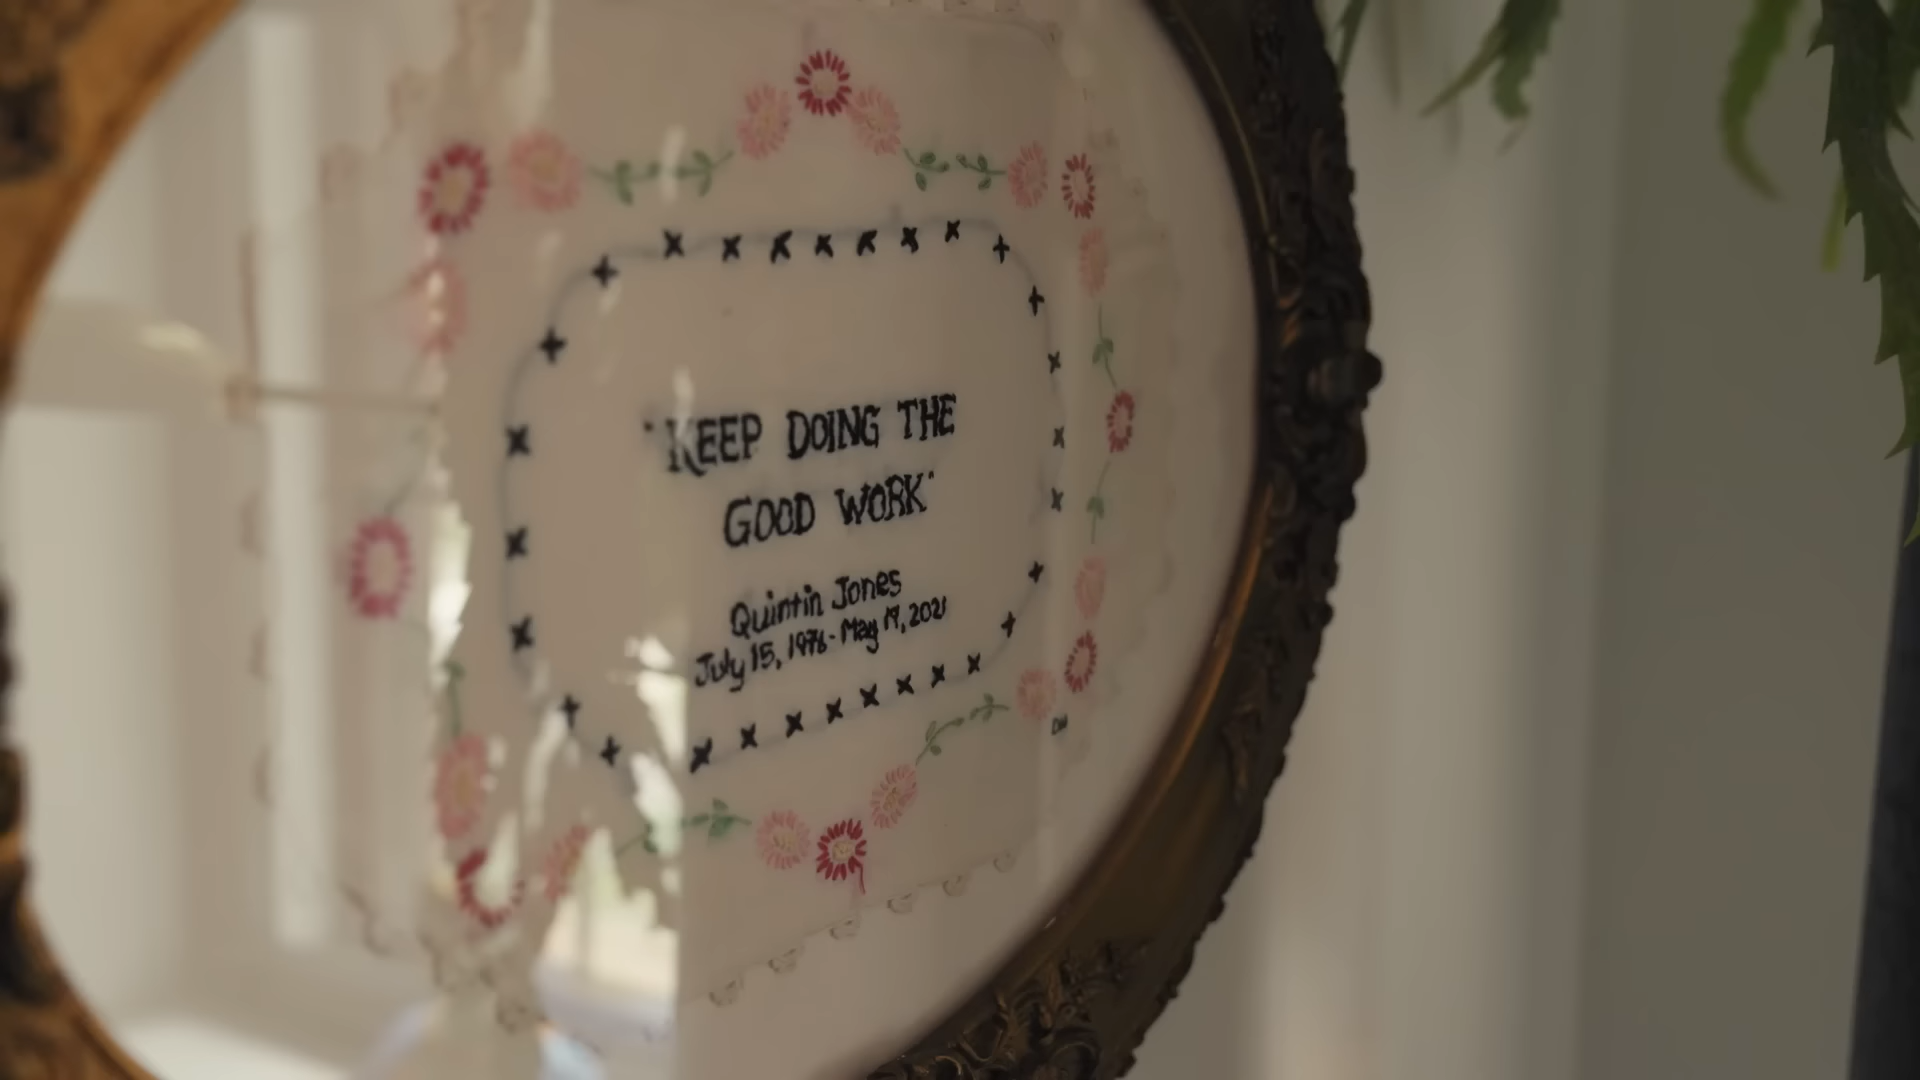 "KEEP DOING THE
GOOD WORK"
Quintin Jones
July 15, 1976 - May 19, 2021